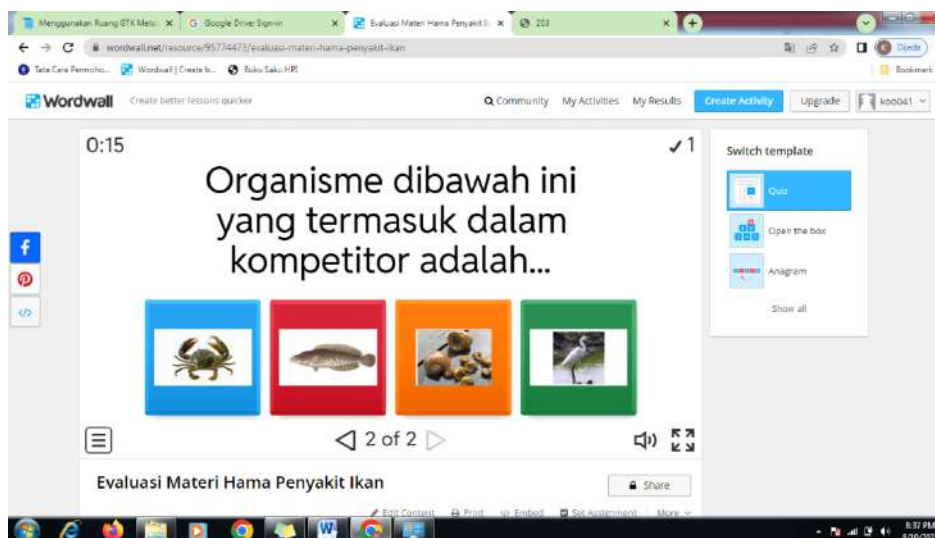 Menggunakan Ruang GTK Mela
Google Drive: Sign-in
Evaluasi Materi Hama Penyakit
203
wordwall.net/resource/95774473/evaluasi-materi-hama-penyakit-ikan
Tata Cara Permoho...
Wordwall | Create b...
Buku Saku HPI
Bookmark
Wordwall
Create better lessons quicker
Community
My Activities
My Results
Create Activity
Upgrade
koo041
0:15
1
Organisme dibawah ini
yang termasuk dalam
kompetitor adalah...
2 of 2
Switch template
Quiz
Open the box
Anagram
Show all
Evaluasi Materi Hama Penyakit Ikan
Share
Edit Content
Print
Embed
Set Assignment
More
8:37 PM